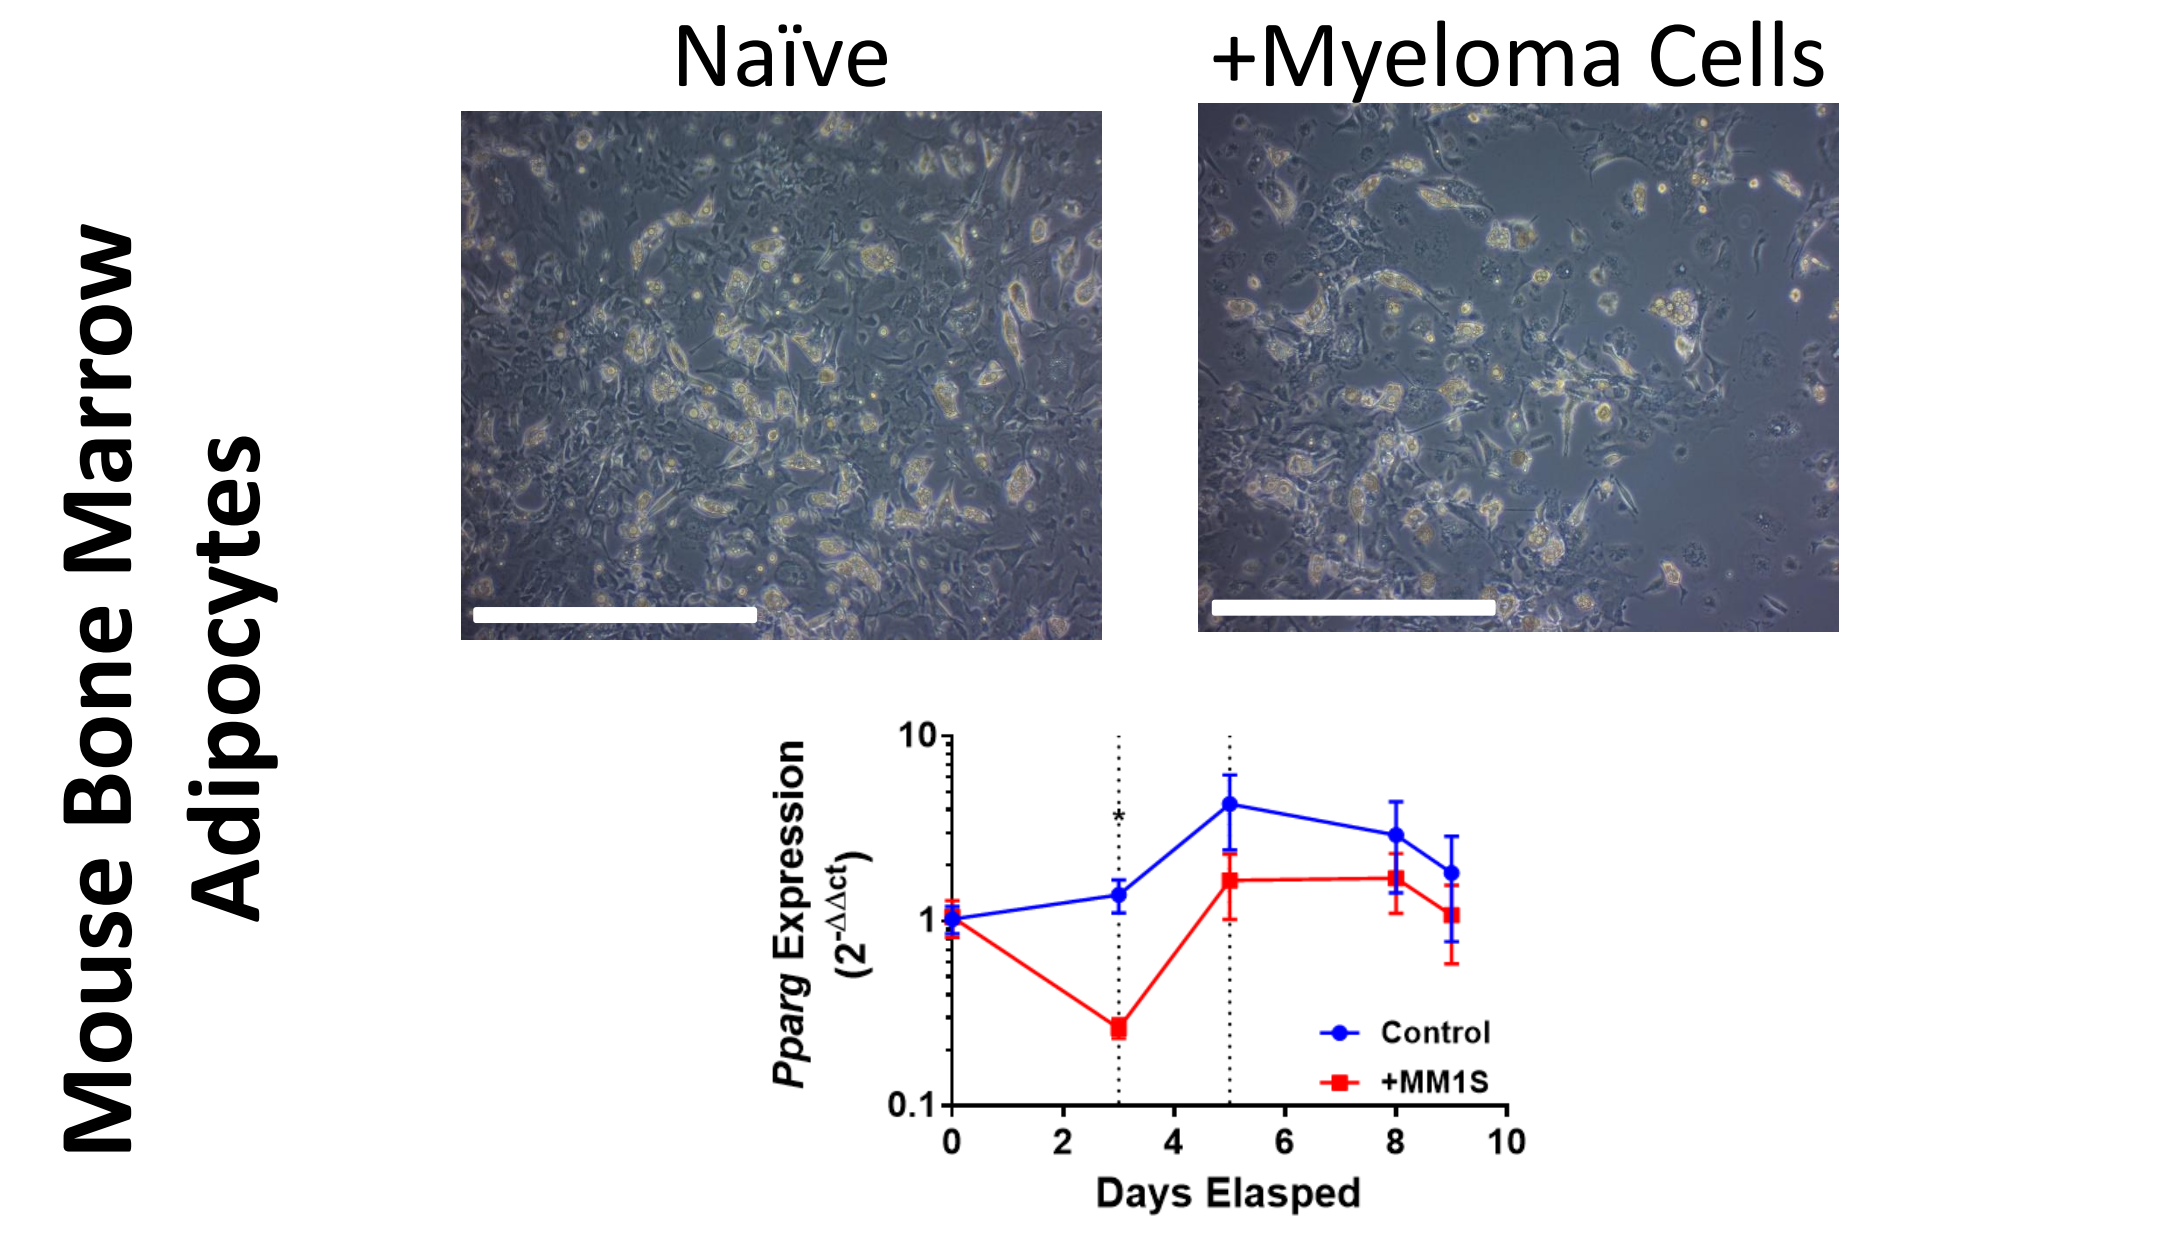 Naïve
+Myeloma Cells
Mouse Bone Marrow
Adipocytes
Pparg Expression
(2-ΔΔct)
10
1
0.1
*
Control
+MM1S
0 2 4 6 8 10
Days Elasped